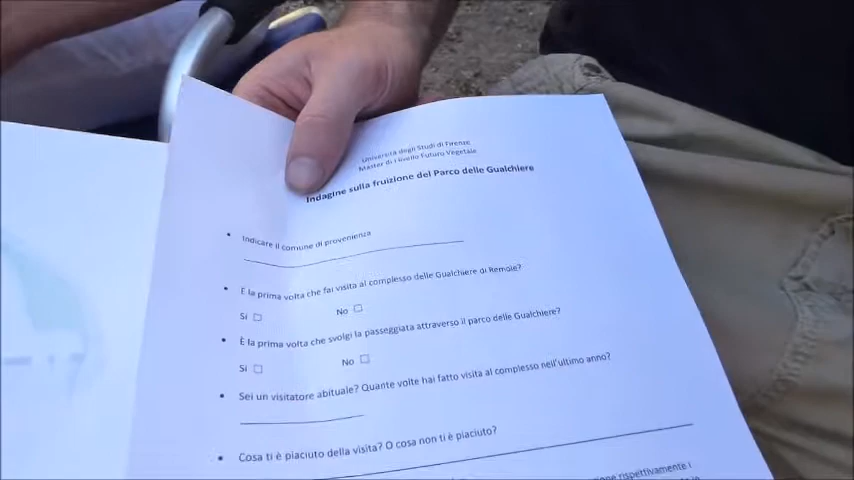 Università degli Studi di Firenze
Master di I livello Futuro Vegetale
Indagine sulla fruizione del Parco delle Gualchiere
Indicare il comune di provenienza
È la prima volta che fai visita al complesso delle Gualchiere di Remole?
Sì □ No □
È la prima volta che svolgi la passeggiata attraverso il parco delle Gualchiere?
Sì □ No □
Sei un visitatore abituale? Quante volte hai fatto visita al complesso nell'ultimo anno?
Cosa ti è piaciuto della visita? O cosa non ti è piaciuto?
rispettivamente i